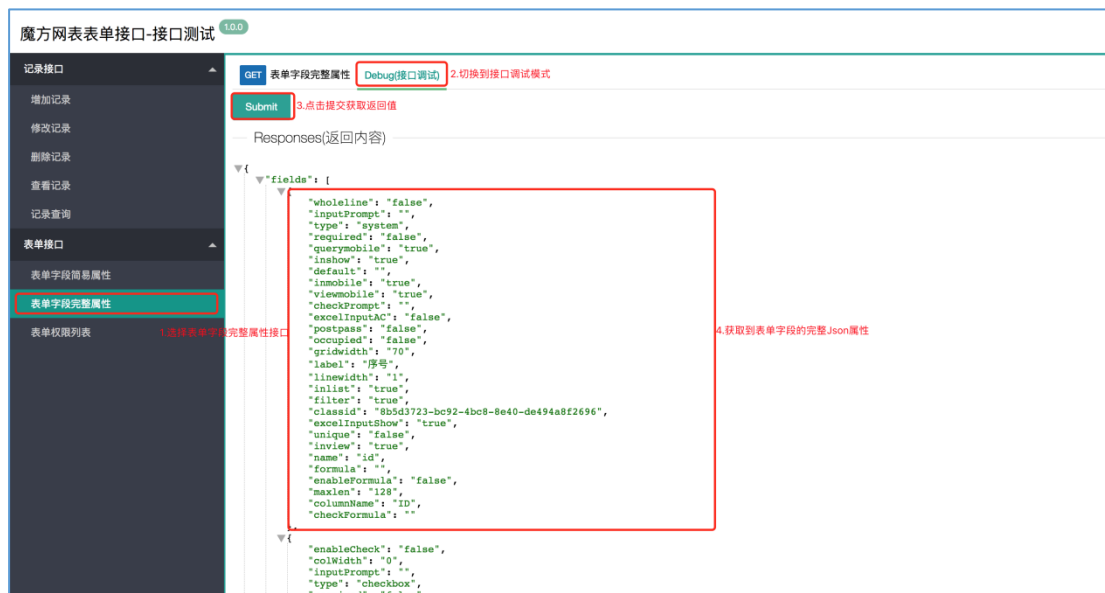 魔方网表表单接口-接口测试 1.0.0
记录接口
增加记录
修改记录
删除记录
查看记录
记录查询
表单接口
表单字段简易属性
表单字段完整属性
表单权限列表
1.选择表单字段完整属性接口
GET 表单字段完整属性 Debug(接口调试) 2.切换到接口调试模式
Submit 3.点击提交获取返回值
Responses(返回内容)
{
"fields": [
{
"wholeline": "false",
"inputPrompt": "",
"type": "system",
"required": "false",
"querymobile": "true",
"inshow": "true",
"default": "",
"inmobile": "true",
"viewmobile": "true",
"checkPrompt": "",
"excelInputAC": "false",
"postpass": "false",
"occupied": "false",
"gridwidth": "70",
"label": "序号",
"linewidth": "1",
"inlist": "true",
"filter": "true",
"classid": "8b5d3723-bc92-4bc8-8e40-de494a8f2696",
"excelInputShow": "true",
"unique": "false",
"inview": "true",
"name": "id",
"formula": "",
"enableFormula": "false",
"maxlen": "128",
"columnName": "ID",
"checkFormula": ""
4.获取到表单字段的完整Json属性
{
"enableCheck": "false",
"colWidth": "0",
"inputPrompt": "",
"type": "checkbox",